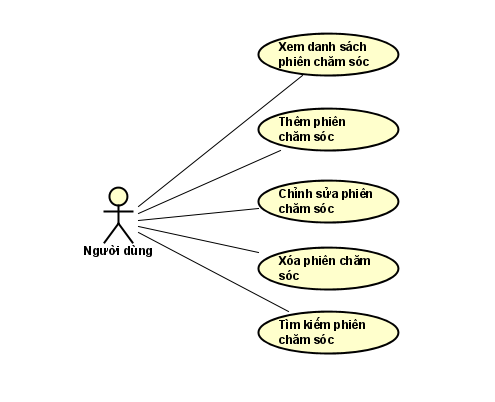 Xem danh sách
phiên chăm sóc
Thêm phiên
chăm sóc
Chỉnh sửa phiên
chăm sóc
Người dùng
Xóa phiên chăm
sóc
Tìm kiếm phiên
chăm sóc